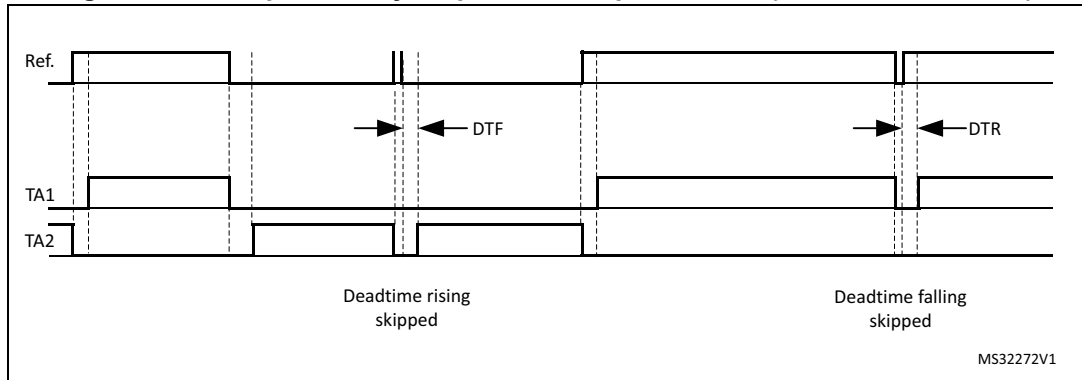 Ref.
DTF
DTR
TA1
TA2
Deadtime rising
skipped
Deadtime falling
skipped
MS32272V1